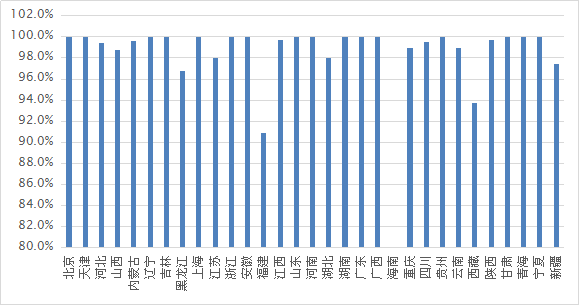 102.0%
100.0%
98.0%
96.0%
94.0%
92.0%
90.0%
88.0%
86.0%
84.0%
82.0%
80.0%
北京
天津
河北
山西
内蒙古
辽宁
吉林
黑龙江
上海
江苏
浙江
安徽
福建
江西
山东
河南
湖北
湖南
广东
广西
海南
重庆
四川
贵州
云南
西藏
陕西
甘肃
青海
宁夏
新疆